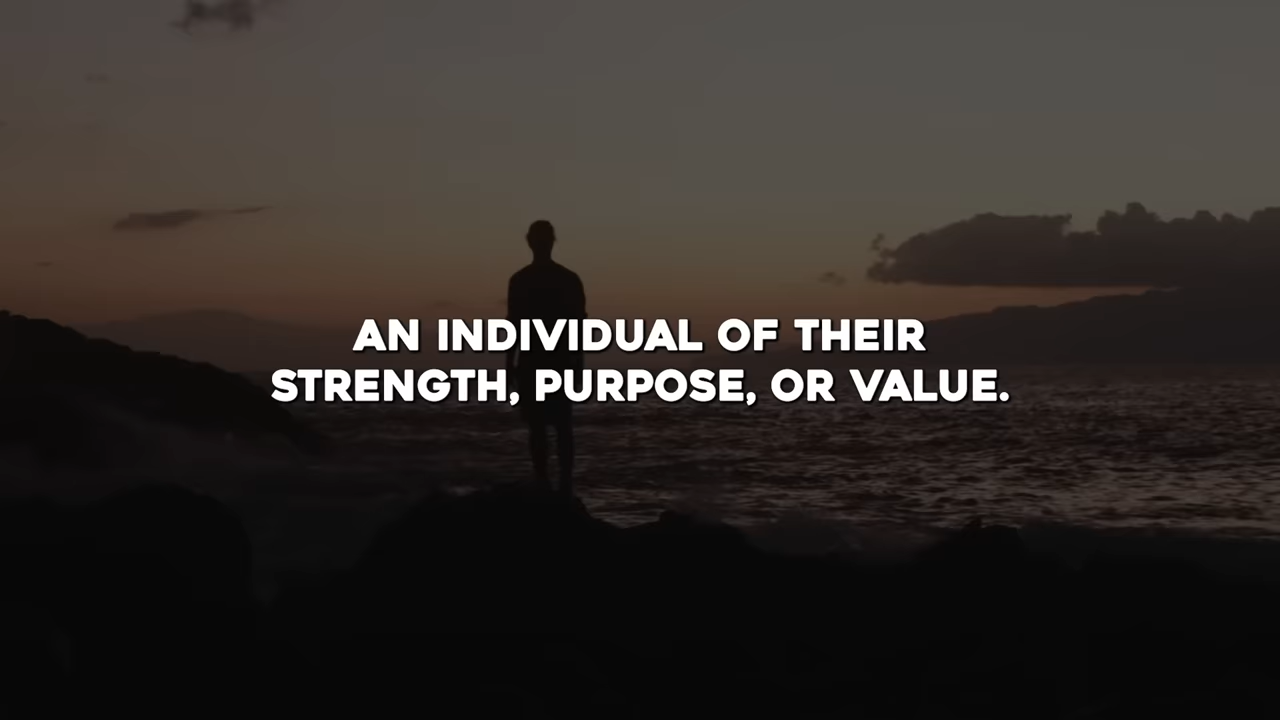 AN INDIVIDUAL OF THEIR
STRENGTH, PURPOSE, OR VALUE.